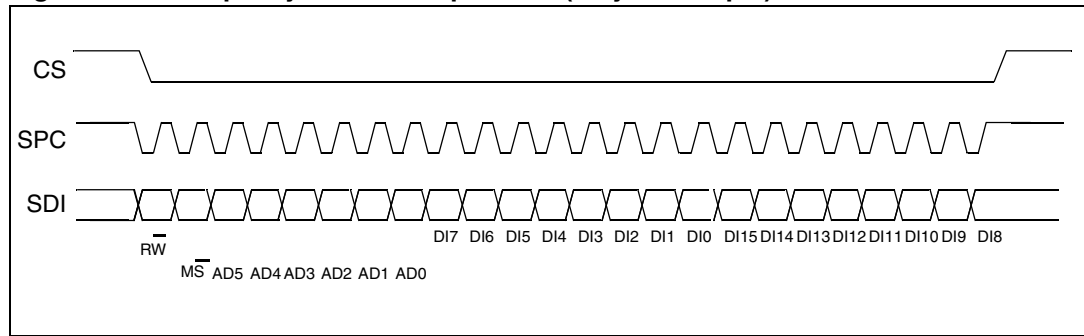 CS
SPC
SDI
DI7 DI6 DI5 DI4 DI3 DI2 DI1 DI0 DI15 DI14 DI13 DI12 DI11 DI10 DI9 DI8
RW̅
MS̅ AD5 AD4 AD3 AD2 AD1 AD0